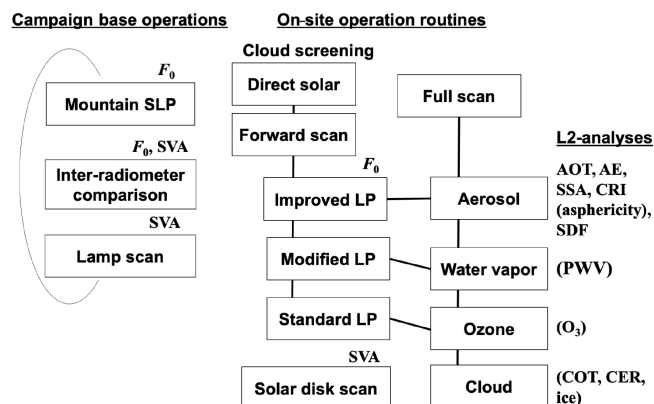 Campaign base operations
On-site operation routines
F₀
Mountain SLP
F₀, SVA
Inter-radiometer
comparison
SVA
Lamp scan
Cloud screening
Direct solar
Forward scan
F₀
Improved LP
Modified LP
Standard LP
SVA
Solar disk scan
Full scan
Aerosol
Water vapor
Ozone
Cloud
L2-analyses
AOT, AE,
SSA, CRI
(asphericity),
SDF
(PWV)
(O₃)
(COT, CER,
ice)